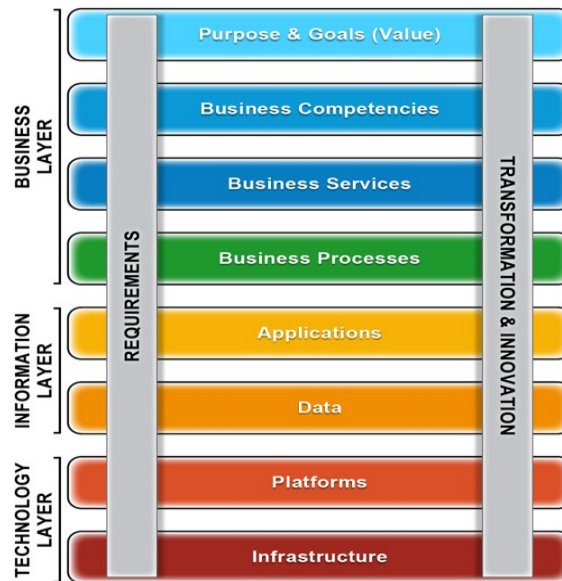 Purpose & Goals (Value)
Business Competencies
Business Services
Business Processes
Applications
Data
Platforms
Infrastructure
BUSINESS
LAYER
INFORMATION
LAYER
TECHNOLOGY
LAYER
REQUIREMENTS
TRANSFORMATION & INNOVATION